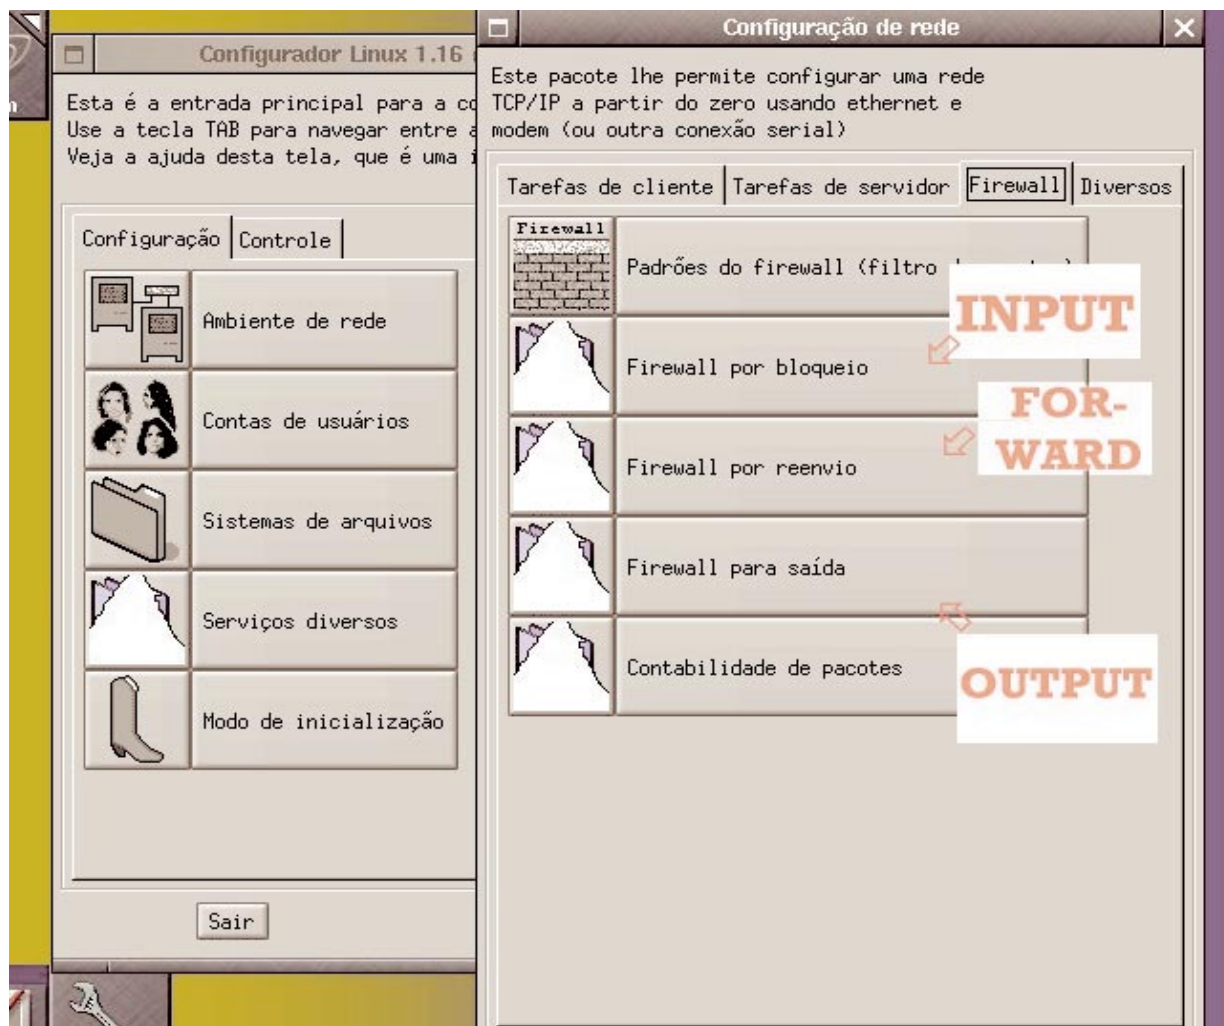 Configurador Linux 1.16
Esta é a entrada principal para a
Use a tecla TAB para navegar entre
Veja a ajuda desta tela, que é uma
Configuração
Controle
Ambiente de rede
Contas de usuários
Sistemas de arquivos
Serviços diversos
Modo de inicialização
Sair
Configuração de rede
Este pacote lhe permite configurar uma rede
TCP/IP a partir do zero usando ethernet e
modem (ou outra conexão serial)
Tarefas de cliente
Tarefas de servidor
Firewall
Diversos
Firewall
Padrões do firewall (filtro
INPUT
Firewall por bloqueio
FOR-
WARD
Firewall por reenvio
Firewall para saída
Contabilidade de pacotes
OUTPUT